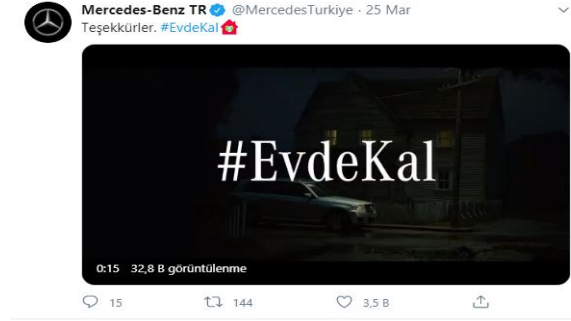 Mercedes-Benz TR @MercedesTurkiye · 25 Mar
Teşekkürler. #EvdeKal
#EvdeKal
0:15 32,8 B görüntülenme
15 144 3,5 B